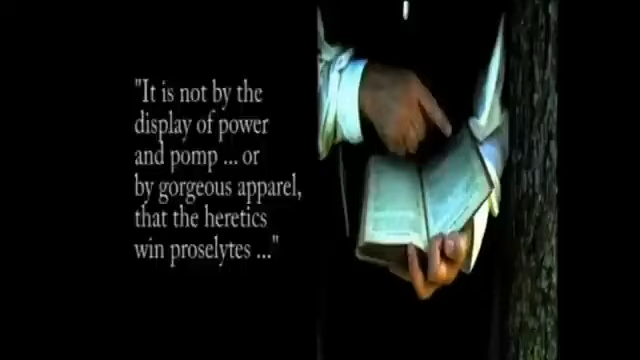 "It is not by the
display of power
and pomp ... or
by gorgeous apparel,
that the heretics
win proselytes ..."